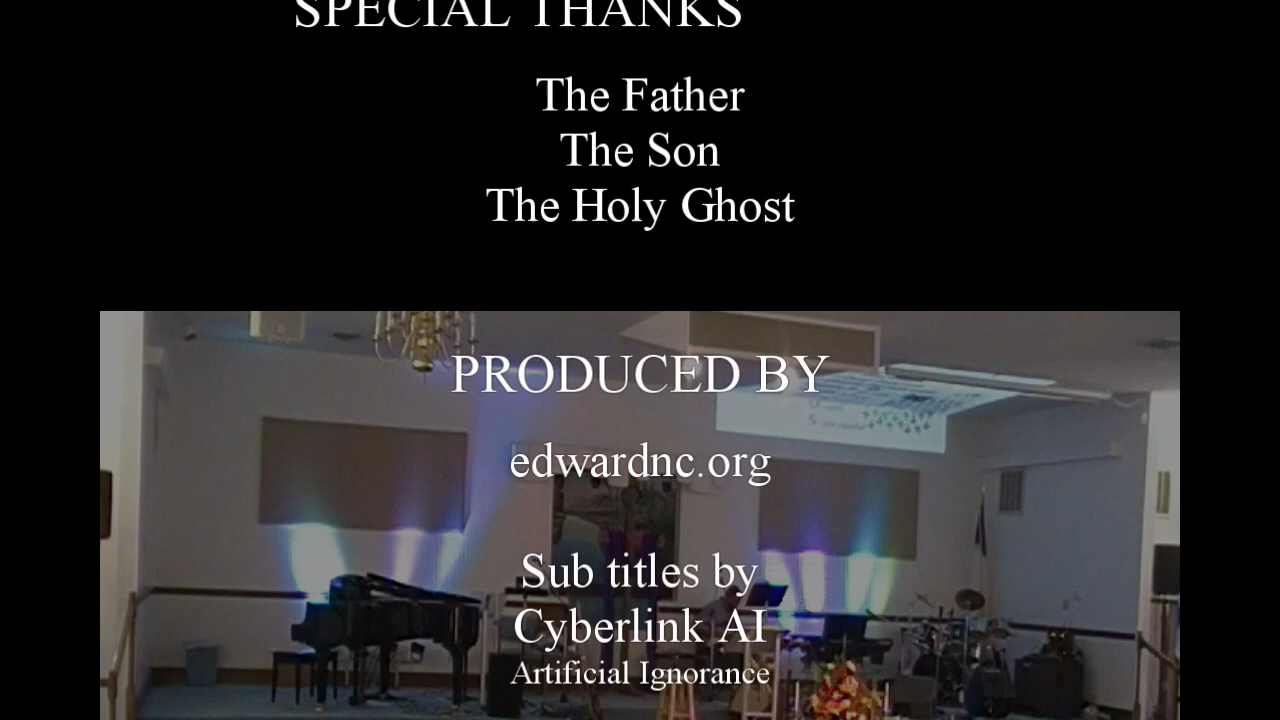 SPECIAL THANKS
The Father
The Son
The Holy Ghost
PRODUCED BY
edwardnc.org
Sub titles by
Cyberlink AI
Artificial Ignorance